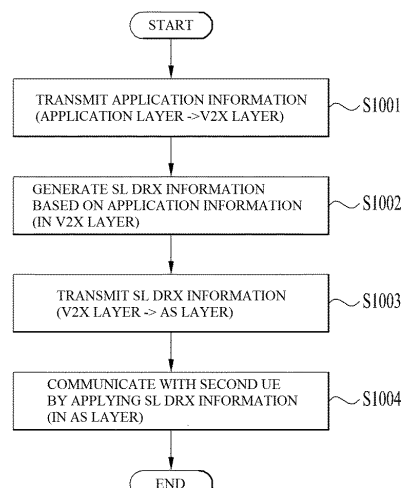 START
TRANSMIT APPLICATION INFORMATION
(APPLICATION LAYER ->V2X LAYER)
S1001
GENERATE SL DRX INFORMATION
BASED ON APPLICATION INFORMATION
(IN V2X LAYER)
S1002
TRANSMIT SL DRX INFORMATION
(V2X LAYER -> AS LAYER)
S1003
COMMUNICATE WITH SECOND UE
BY APPLYING SL DRX INFORMATION
(IN AS LAYER)
S1004
END